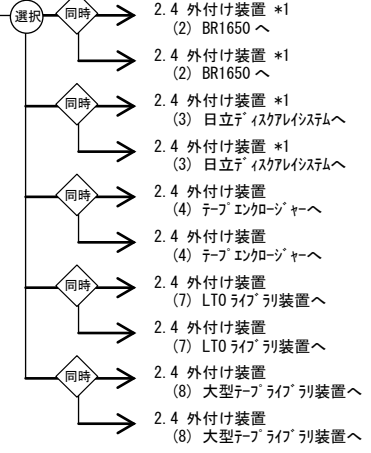 選択
同時
2.4 外付け装置 *1
(2) BR1650 へ
2.4 外付け装置 *1
(2) BR1650 へ
同時
2.4 外付け装置 *1
(3) 日立ﾃﾞｨｽｸｱﾚｲｼｽﾃﾑへ
2.4 外付け装置 *1
(3) 日立ﾃﾞｨｽｸｱﾚｲｼｽﾃﾑへ
同時
2.4 外付け装置
(4) ﾃｰﾌﾟｴﾝｸﾛｰｼﾞｬｰへ
2.4 外付け装置
(4) ﾃｰﾌﾟｴﾝｸﾛｰｼﾞｬｰへ
同時
2.4 外付け装置
(7) LTO ﾗｲﾌﾞﾗﾘ装置へ
2.4 外付け装置
(7) LTO ﾗｲﾌﾞﾗﾘ装置へ
同時
2.4 外付け装置
(8) 大型ﾃｰﾌﾟﾗｲﾌﾞﾗﾘ装置へ
2.4 外付け装置
(8) 大型ﾃｰﾌﾟﾗｲﾌﾞﾗﾘ装置へ